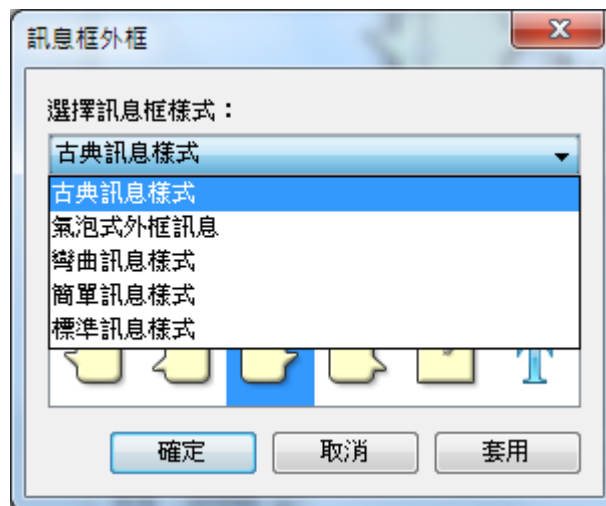 訊息框外框
選擇訊息框樣式：
古典訊息樣式
古典訊息樣式
氣泡式外框訊息
彎曲訊息樣式
簡單訊息樣式
標準訊息樣式
T
確定 取消 套用